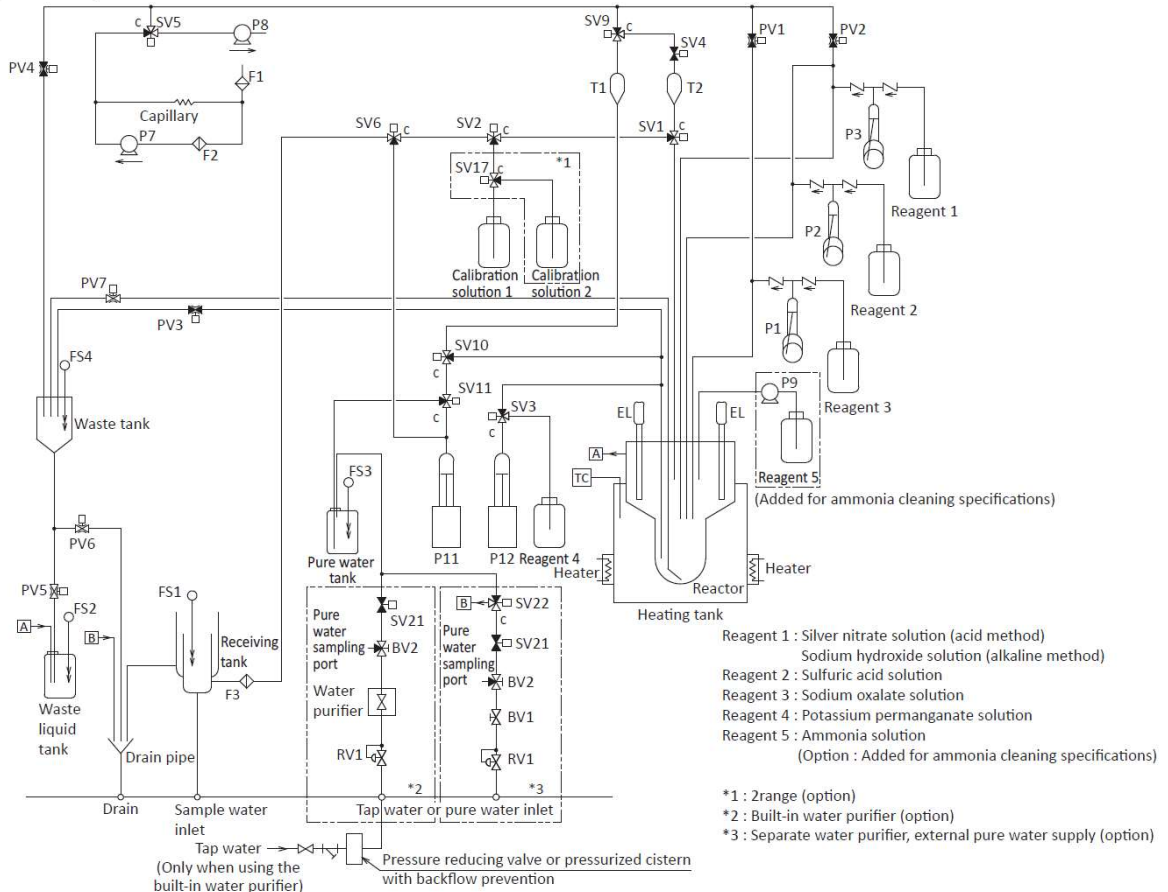 SV5
c
P8
SV9
c
PV1
PV2
SV4
PV4
F1
T1
T2
Capillary
SV6
c
SV2
c
SV1
c
P3
P7
F2
*1
SV17
c
Reagent 1
P2
Calibration
solution 1
Calibration
solution 2
PV7
Reagent 2
PV3
P1
SV10
c
FS4
SV11
c
P9
Reagent 3
Waste tank
SV3
c
EL
EL
A
FS3
TC
Reagent 5
(Added for ammonia cleaning specifications)
PV6
Pure water
tank
P11
P12
Reagent 4
Heater
Heater
Reactor
Heating tank
PV5
FS2
FS1
A
B
Receiving
tank
F3
Waste
liquid
tank
Drain pipe
Pure
water
sampling
port
SV21
BV2
Water
purifier
RV1
*2
B
SV22
c
Pure
water
sampling
port
SV21
BV2
BV1
RV1
*3
Drain
Sample water
inlet
Tap water or pure water inlet
Tap water
(Only when using the
built-in water purifier)
Pressure reducing valve or pressurized cistern
with backflow prevention
Reagent 1 : Silver nitrate solution (acid method)
Sodium hydroxide solution (alkaline method)
Reagent 2 : Sulfuric acid solution
Reagent 3 : Sodium oxalate solution
Reagent 4 : Potassium permanganate solution
Reagent 5 : Ammonia solution
(Option : Added for ammonia cleaning specifications)
*1 : 2range (option)
*2 : Built-in water purifier (option)
*3 : Separate water purifier, external pure water supply (option)